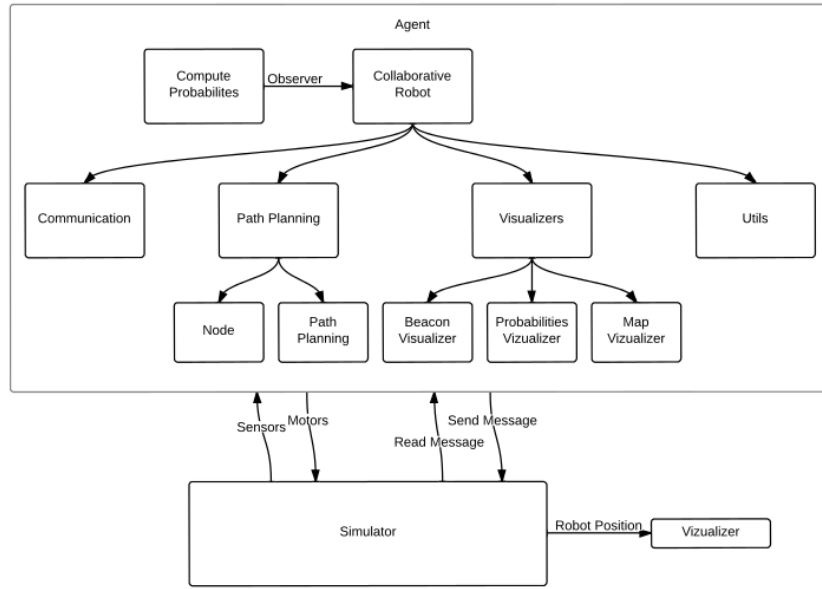 Agent
Compute
Probabilites
Observer
Collaborative
Robot
Communication
Path Planning
Visualizers
Utils
Node
Path
Planning
Beacon
Visualizer
Probabilities
Vizualizer
Map
Vizualizer
Sensors
Motors
Read Message
Send Message
Simulator
Robot Position
Vizualizer